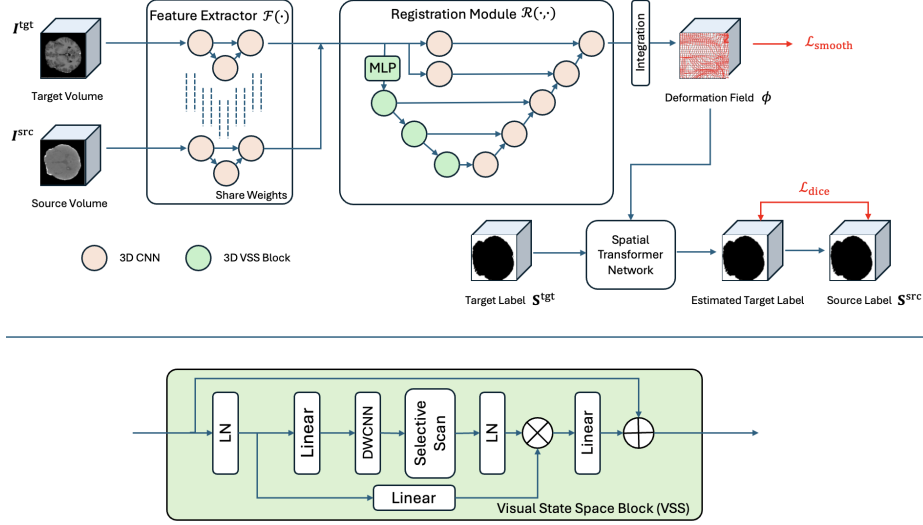 I^tgt
Target Volume
I^src
Source Volume
Feature Extractor ℱ(·)
Share Weights
Registration Module ℛ(·,·)
MLP
Integration
Deformation Field ϕ
ℒ_smooth
3D CNN
3D VSS Block
Target Label S^tgt
Spatial
Transformer
Network
ℒ_dice
Estimated Target Label
Source Label S^src
LN
Linear
DWCNN
Selective
Scan
LN
Linear
Linear
Visual State Space Block (VSS)